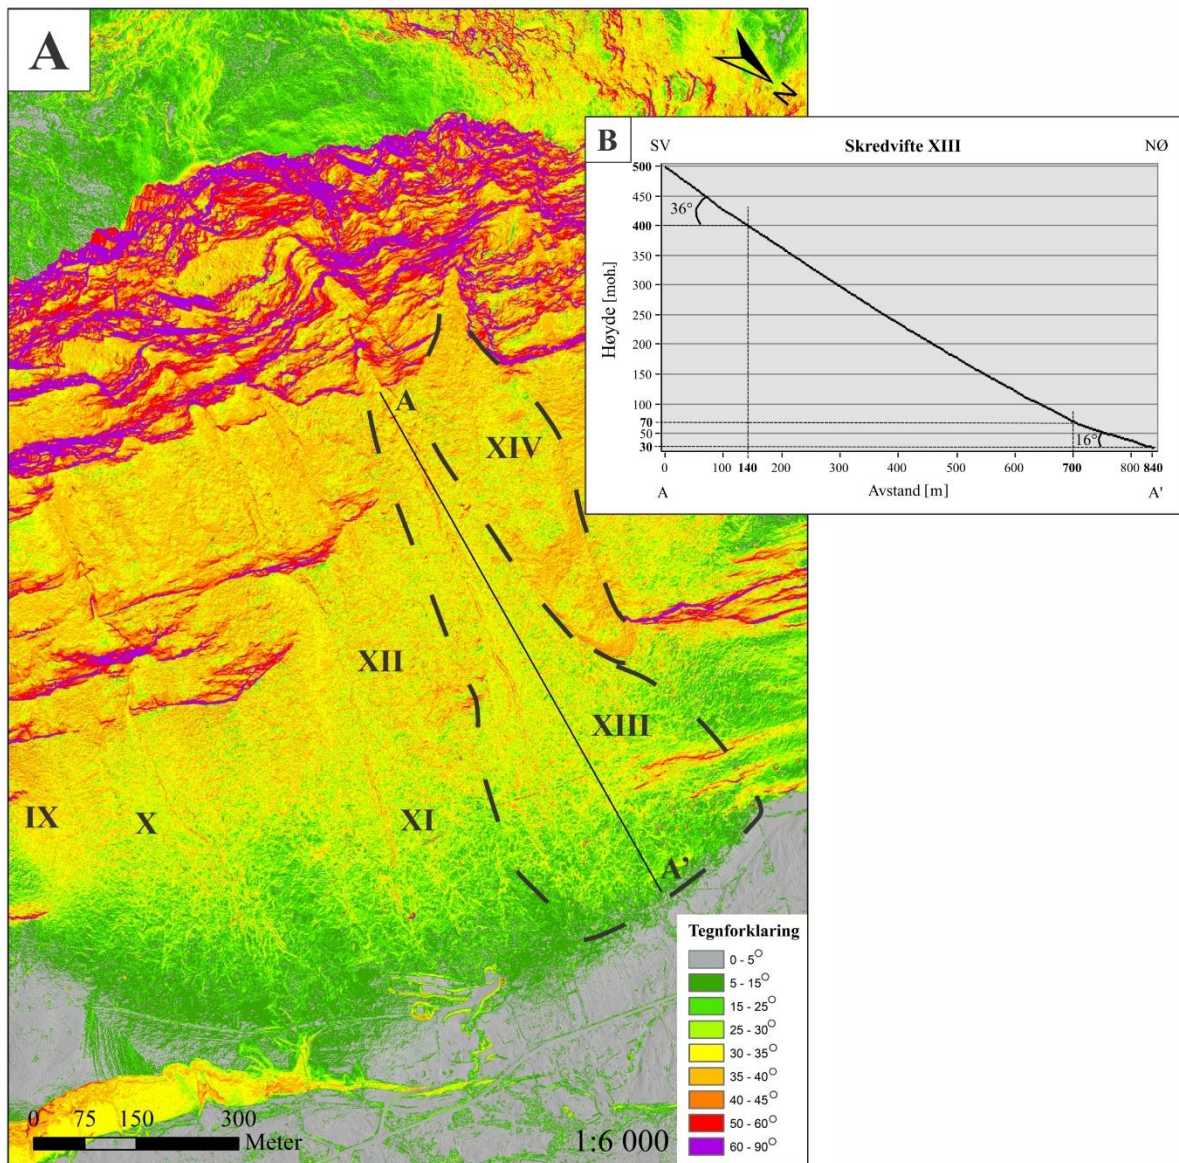 A
N
A
XIV
XII
XIII
IX
X
XI
A’
0 75 150 300
Meter
1:6 000
Tegnforklaring
0 - 5°
5 - 15°
15 - 25°
25 - 30°
30 - 35°
35 - 40°
40 - 45°
50 - 60°
60 - 90°
B
SV
Skredvifte XIII
NØ
Høyde [moh.]
500
450
400
350
300
250
200
150
100
70
50
30
36°
16°
0 100 140 200 300 400 500 600 700 800 840
A
Avstand [m]
A'